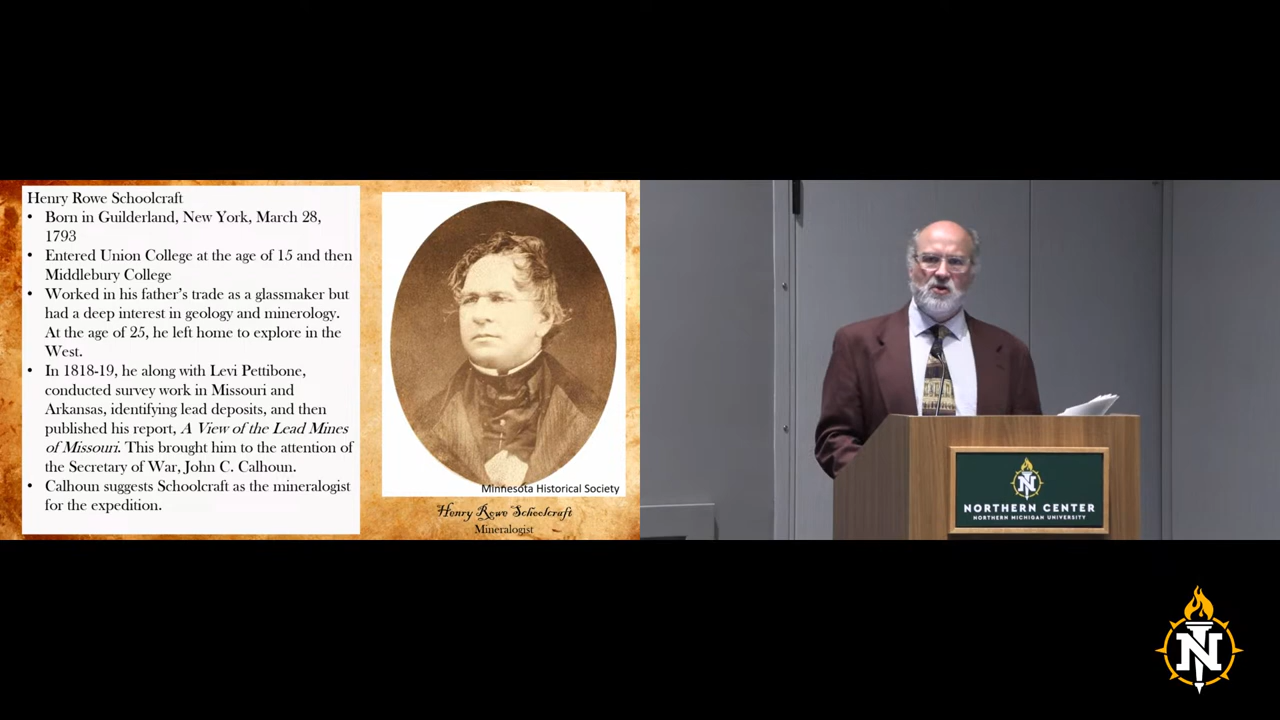 Henry Rowe Schoolcraft
• Born in Guilderland, New York, March 28,
1793
• Entered Union College at the age of 15 and then
Middlebury College
• Worked in his father's trade as a glassmaker but
had a deep interest in geology and minerology.
At the age of 25, he left home to explore in the
West.
• In 1818-19, he along with Levi Pettibone,
conducted survey work in Missouri and
Arkansas, identifying lead deposits, and then
published his report, A View of the Lead Mines
of Missouri. This brought him to the attention of
the Secretary of War, John C. Calhoun.
• Calhoun suggests Schoolcraft as the mineralogist
for the expedition.
Minnesota Historical Society
Henry Rowe Schoolcraft
Mineralogist
N
NORTHERN CENTER
NORTHERN MICHIGAN UNIVERSITY
N